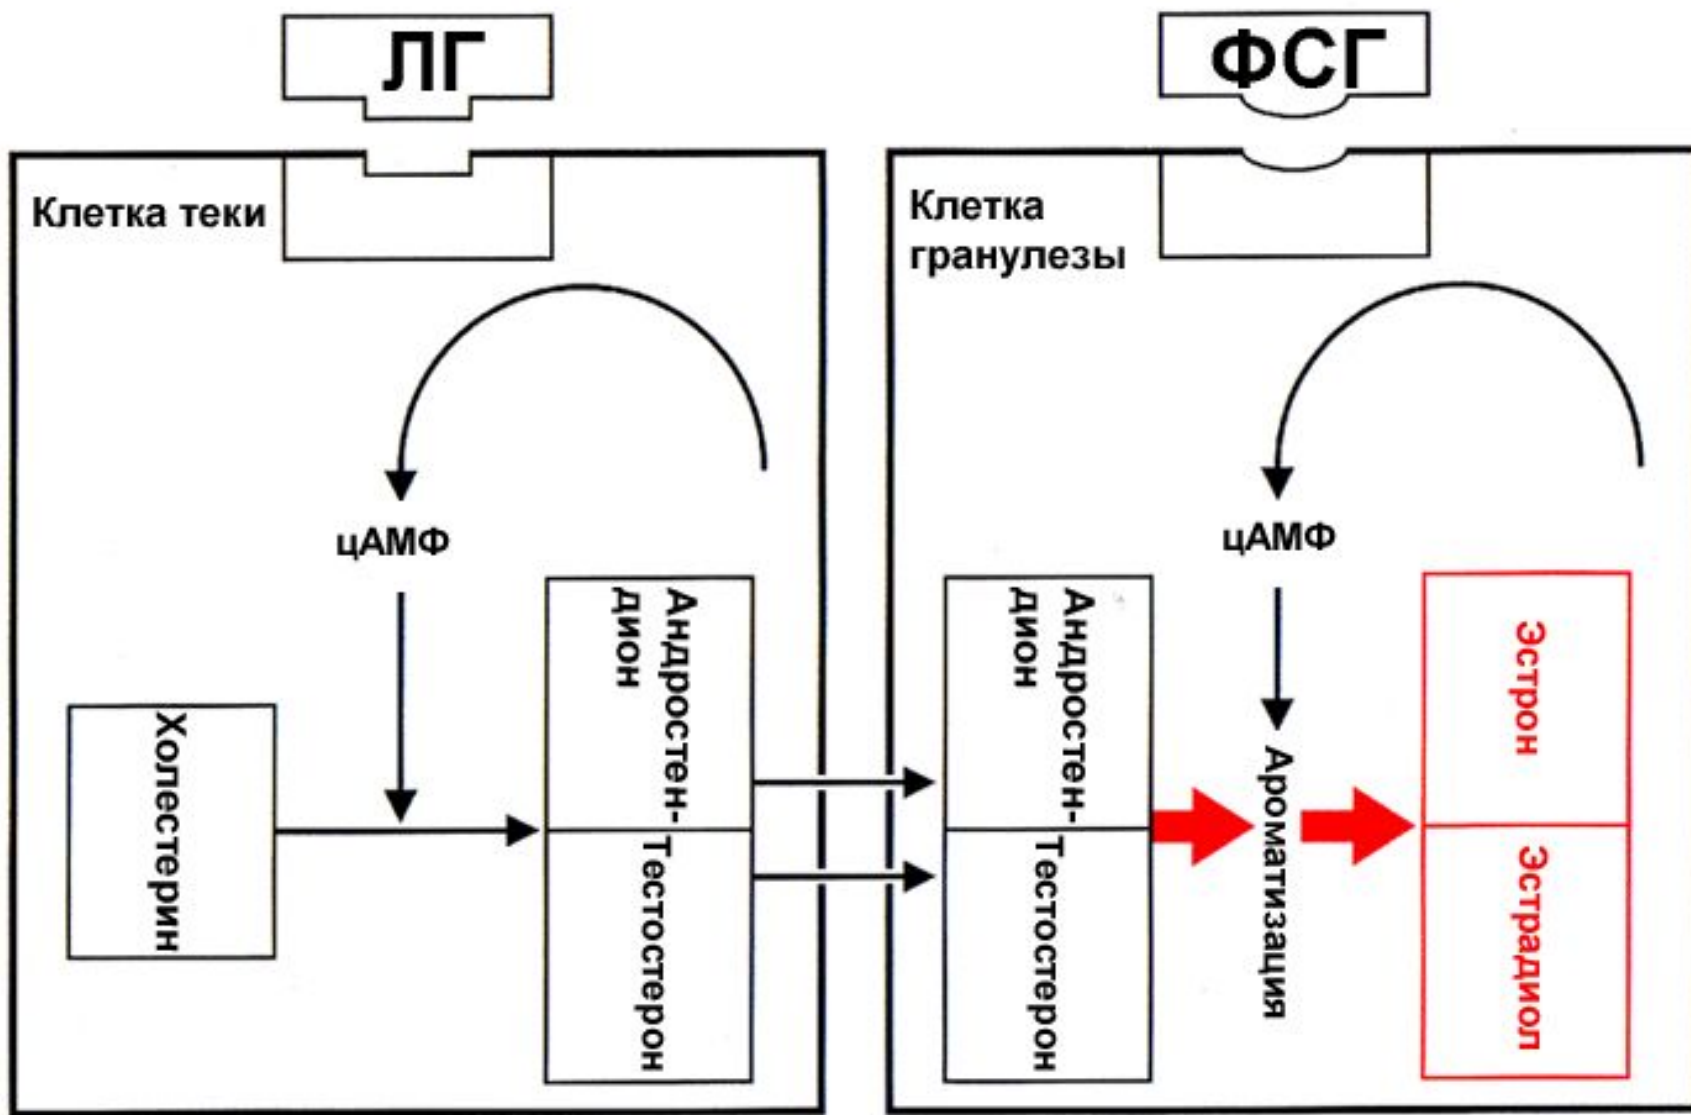 ЛГ
ФСГ
Клетка теки
Клетка
гранулезы
цАМФ
цАМФ
Холестерин
Андростен-
дион
Тестостерон
Андростен-
дион
Тестостерон
Ароматизация
Эстрон
Эстрадиол